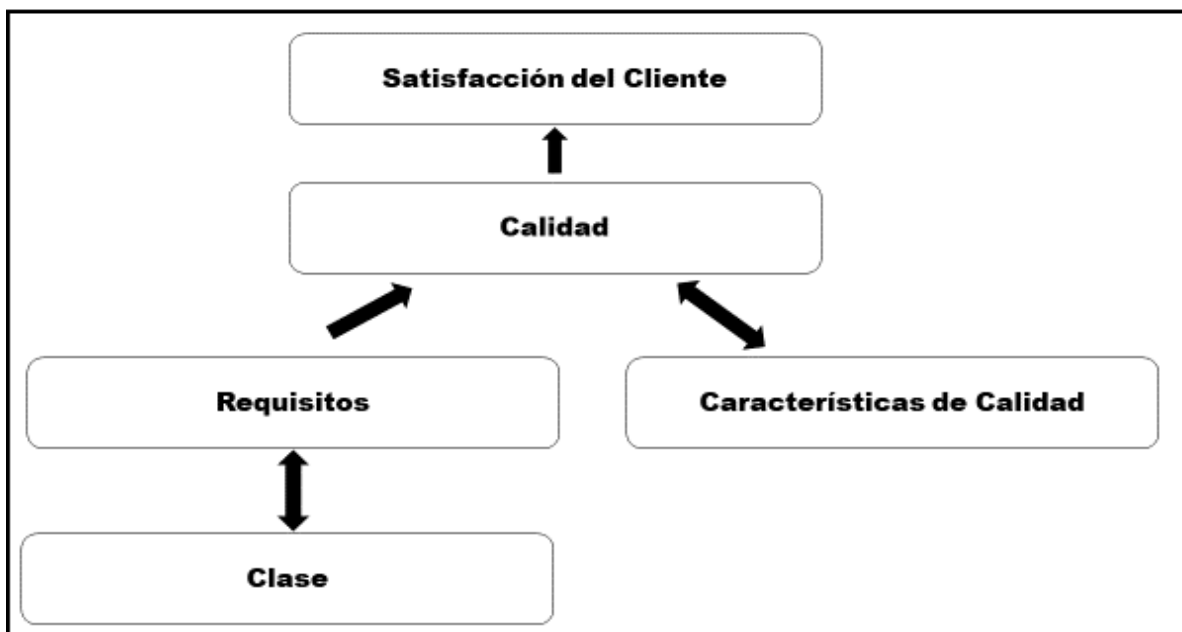 Satisfacción del Cliente
Calidad
Requisitos
Características de Calidad
Clase